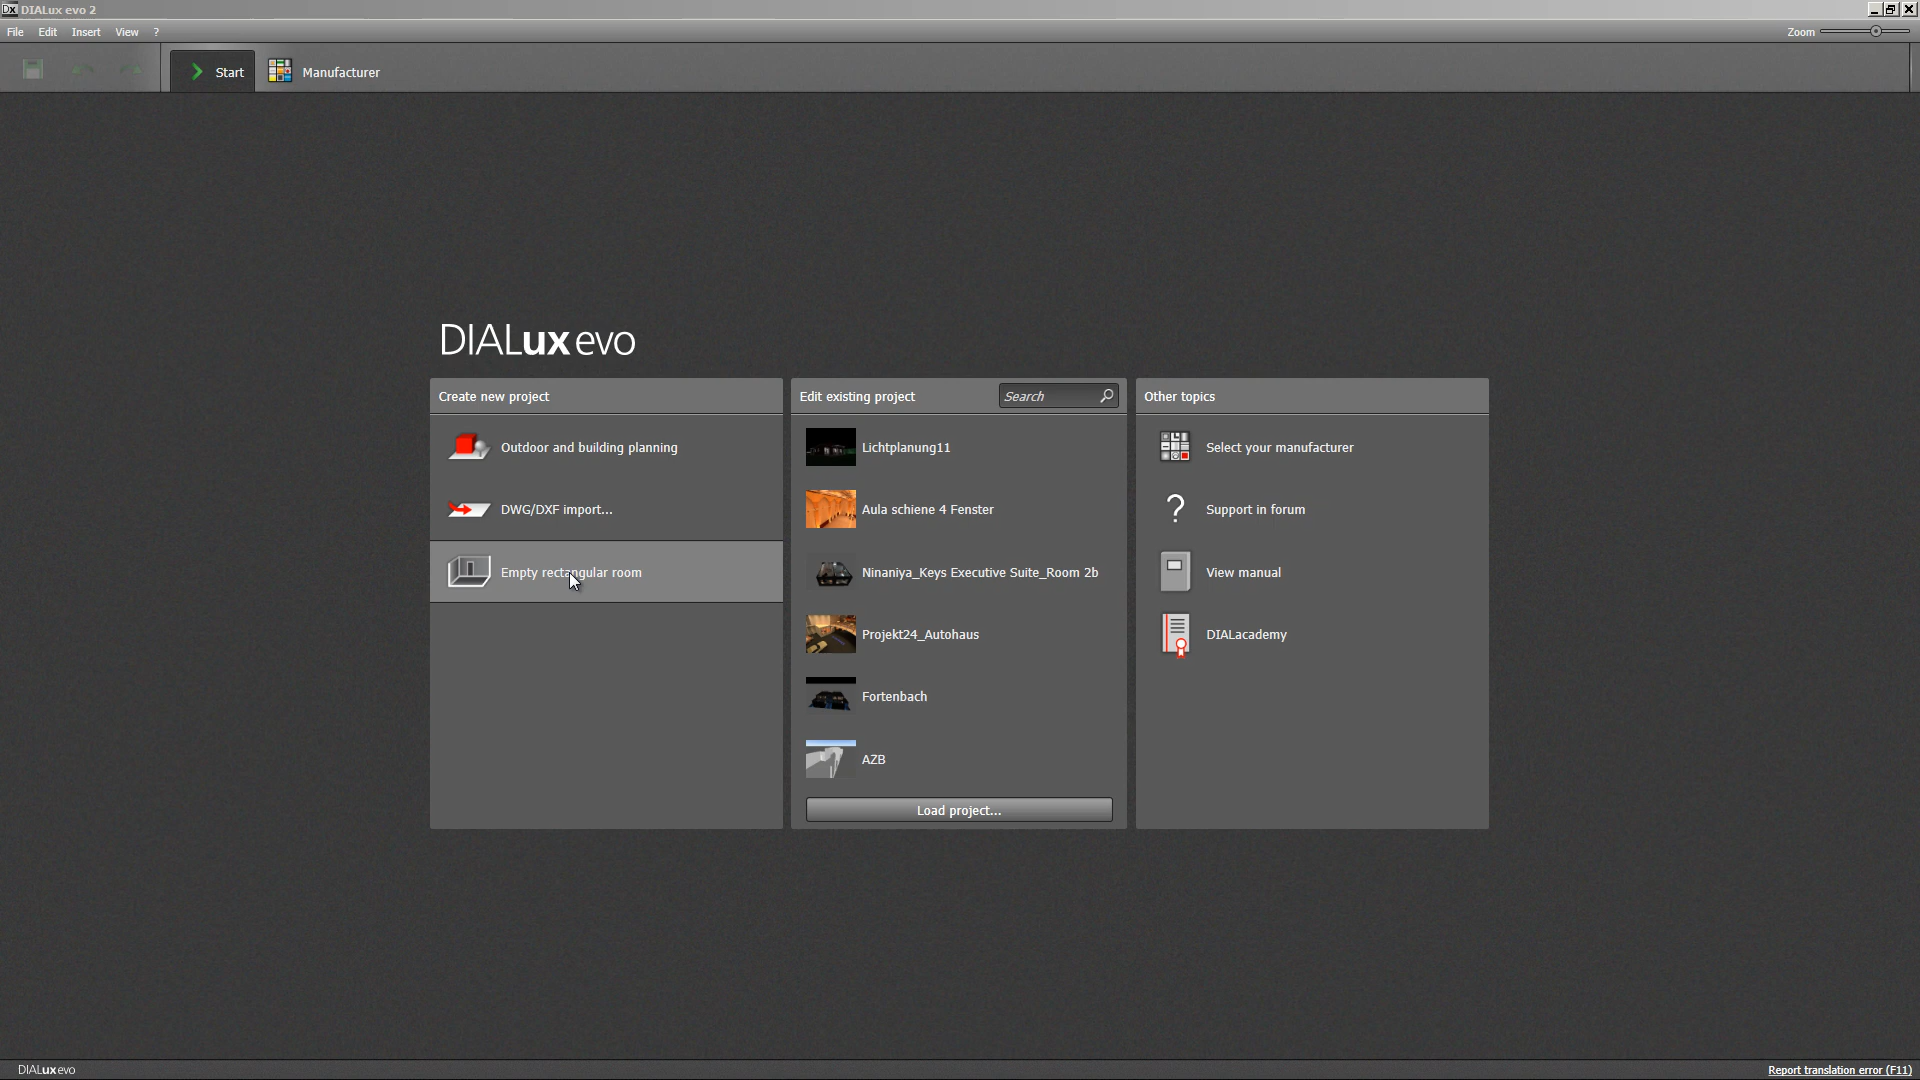 Dx DIALux evo 2
File Edit Insert View ? Zoom
Start Manufacturer
DIALux evo
Create new project
Outdoor and building planning
DWG/DXF import...
Empty rectangular room
Edit existing project Search
Lichtplanung11
Aula schiene 4 Fenster
Ninaniya_Keys Executive Suite_Room 2b
Projekt24_Autohaus
Fortenbach
AZB
Load project...
Other topics
Select your manufacturer
? Support in forum
View manual
DIALacademy
DIALux evo Report translation error (F11)